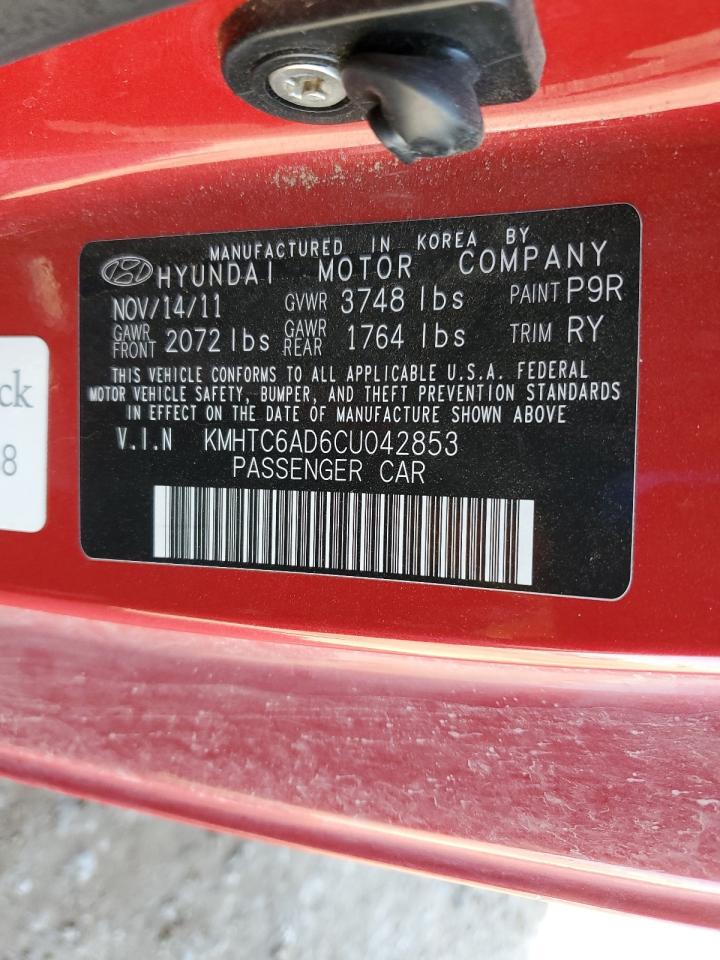 MANUFACTURED IN KOREA BY
HYUNDAI MOTOR COMPANY
NOV/14/11 GVWR 3748 lbs PAINT P9R
GAWR FRONT 2072 lbs GAWR REAR 1764 lbs TRIM RY
THIS VEHICLE CONFORMS TO ALL APPLICABLE U.S.A. FEDERAL
MOTOR VEHICLE SAFETY, BUMPER, AND THEFT PREVENTION STANDARDS
IN EFFECT ON THE DATE OF MANUFACTURE SHOWN ABOVE
V.I.N KMHTC6AD6CU042853
PASSENGER CAR
ck
8